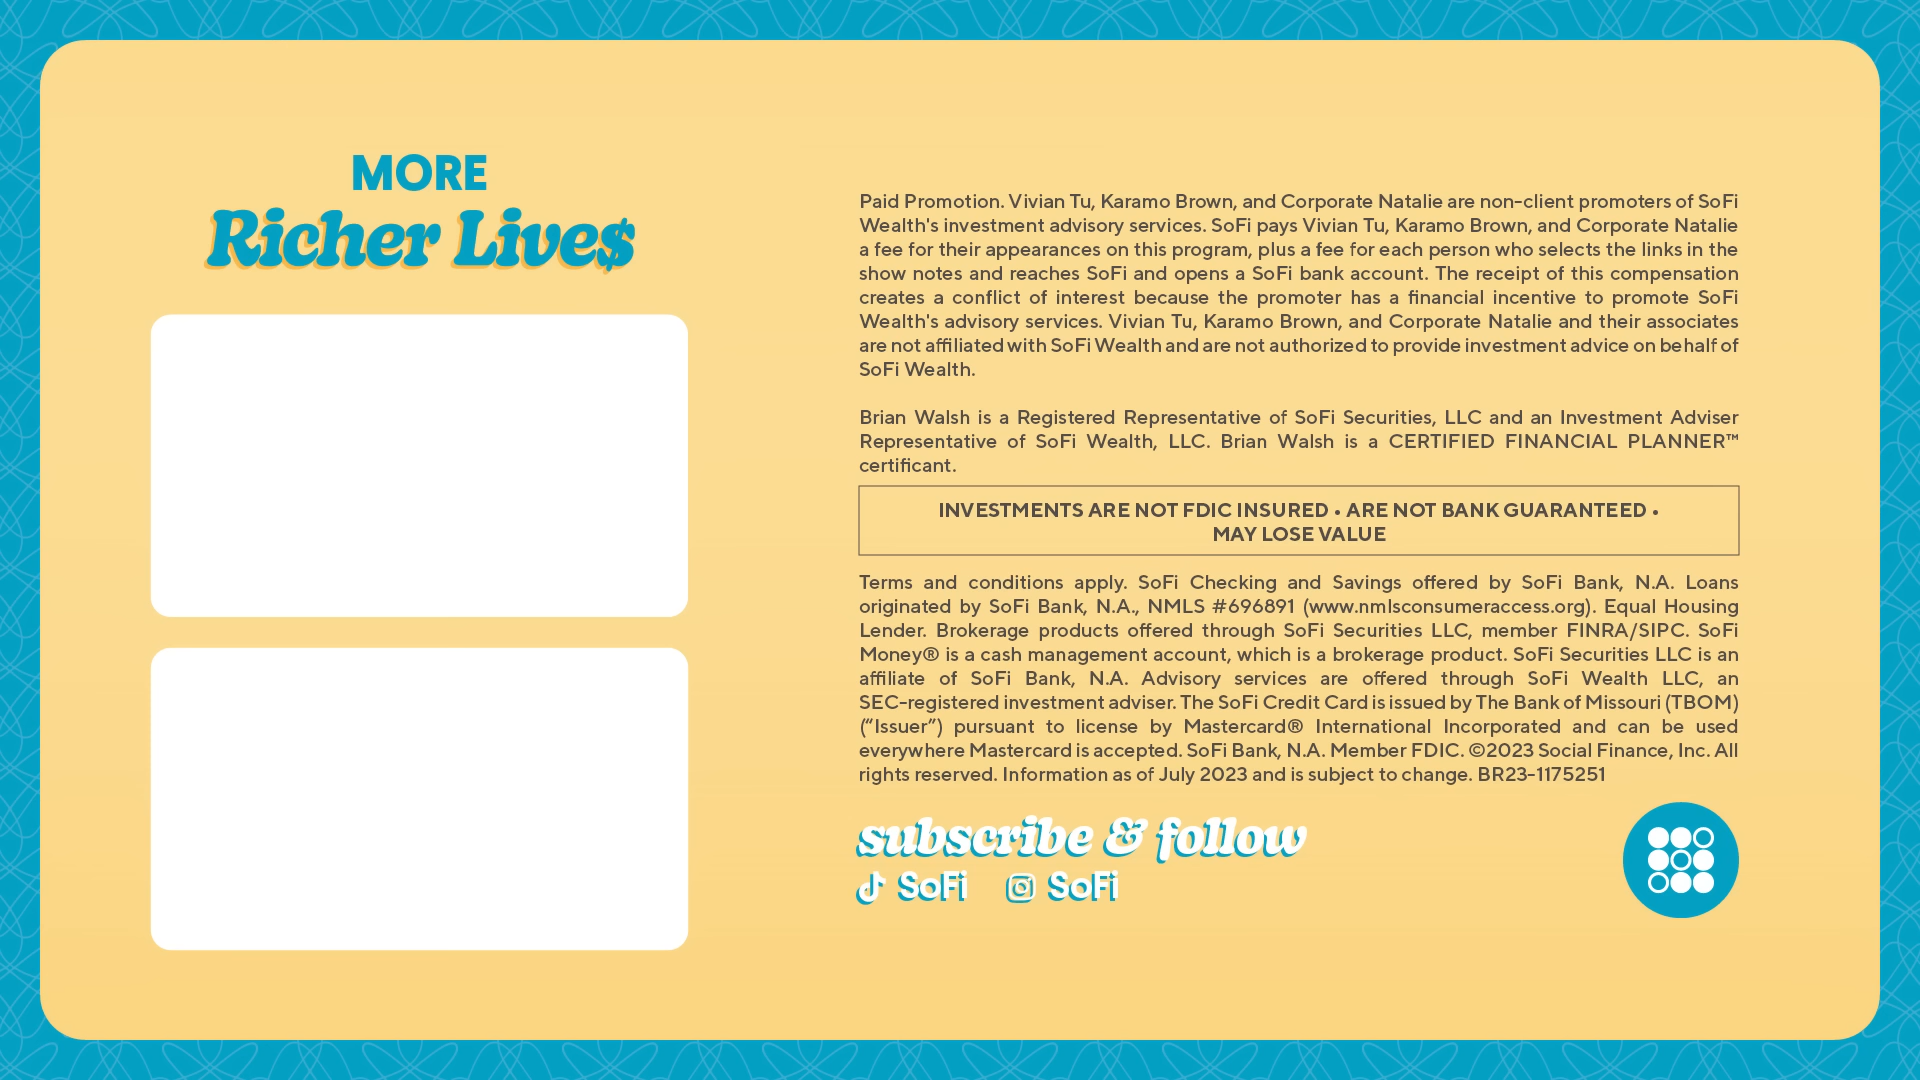 MORE
Richer Live$
Paid Promotion. Vivian Tu, Karamo Brown, and Corporate Natalie are non-client promoters of SoFi
Wealth's investment advisory services. SoFi pays Vivian Tu, Karamo Brown, and Corporate Natalie
a fee for their appearances on this program, plus a fee for each person who selects the links in the
show notes and reaches SoFi and opens a SoFi bank account. The receipt of this compensation
creates a conflict of interest because the promoter has a financial incentive to promote SoFi
Wealth's advisory services. Vivian Tu, Karamo Brown, and Corporate Natalie and their associates
are not affiliated with SoFi Wealth and are not authorized to provide investment advice on behalf of
SoFi Wealth.
Brian Walsh is a Registered Representative of SoFi Securities, LLC and an Investment Adviser
Representative of SoFi Wealth, LLC. Brian Walsh is a CERTIFIED FINANCIAL PLANNER™
certificant.
INVESTMENTS ARE NOT FDIC INSURED • ARE NOT BANK GUARANTEED •
MAY LOSE VALUE
Terms and conditions apply. SoFi Checking and Savings offered by SoFi Bank, N.A. Loans
originated by SoFi Bank, N.A., NMLS #696891 (www.nmlsconsumeraccess.org). Equal Housing
Lender. Brokerage products offered through SoFi Securities LLC, member FINRA/SIPC. SoFi
Money® is a cash management account, which is a brokerage product. SoFi Securities LLC is an
affiliate of SoFi Bank, N.A. Advisory services are offered through SoFi Wealth LLC, an
SEC-registered investment adviser. The SoFi Credit Card is issued by The Bank of Missouri (TBOM)
(“Issuer”) pursuant to license by Mastercard® International Incorporated and can be used
everywhere Mastercard is accepted. SoFi Bank, N.A. Member FDIC. ©2023 Social Finance, Inc. All
rights reserved. Information as of July 2023 and is subject to change. BR23-1175251
subscribe & follow
SoFi SoFi